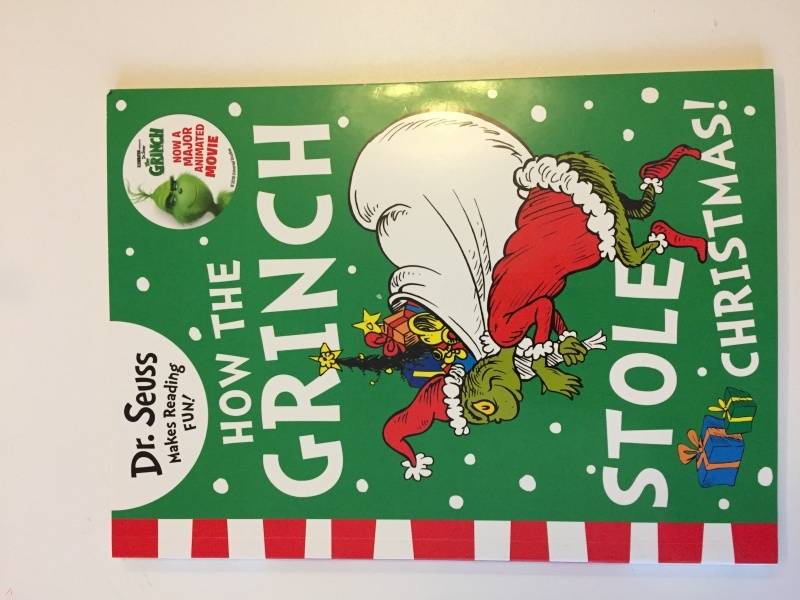 Dr. Seuss
Makes Reading
FUN!
GRINCH
NOW A
MAJOR
ANIMATED
MOVIE
HOW THE
GRINCH
STOLE
CHRISTMAS!